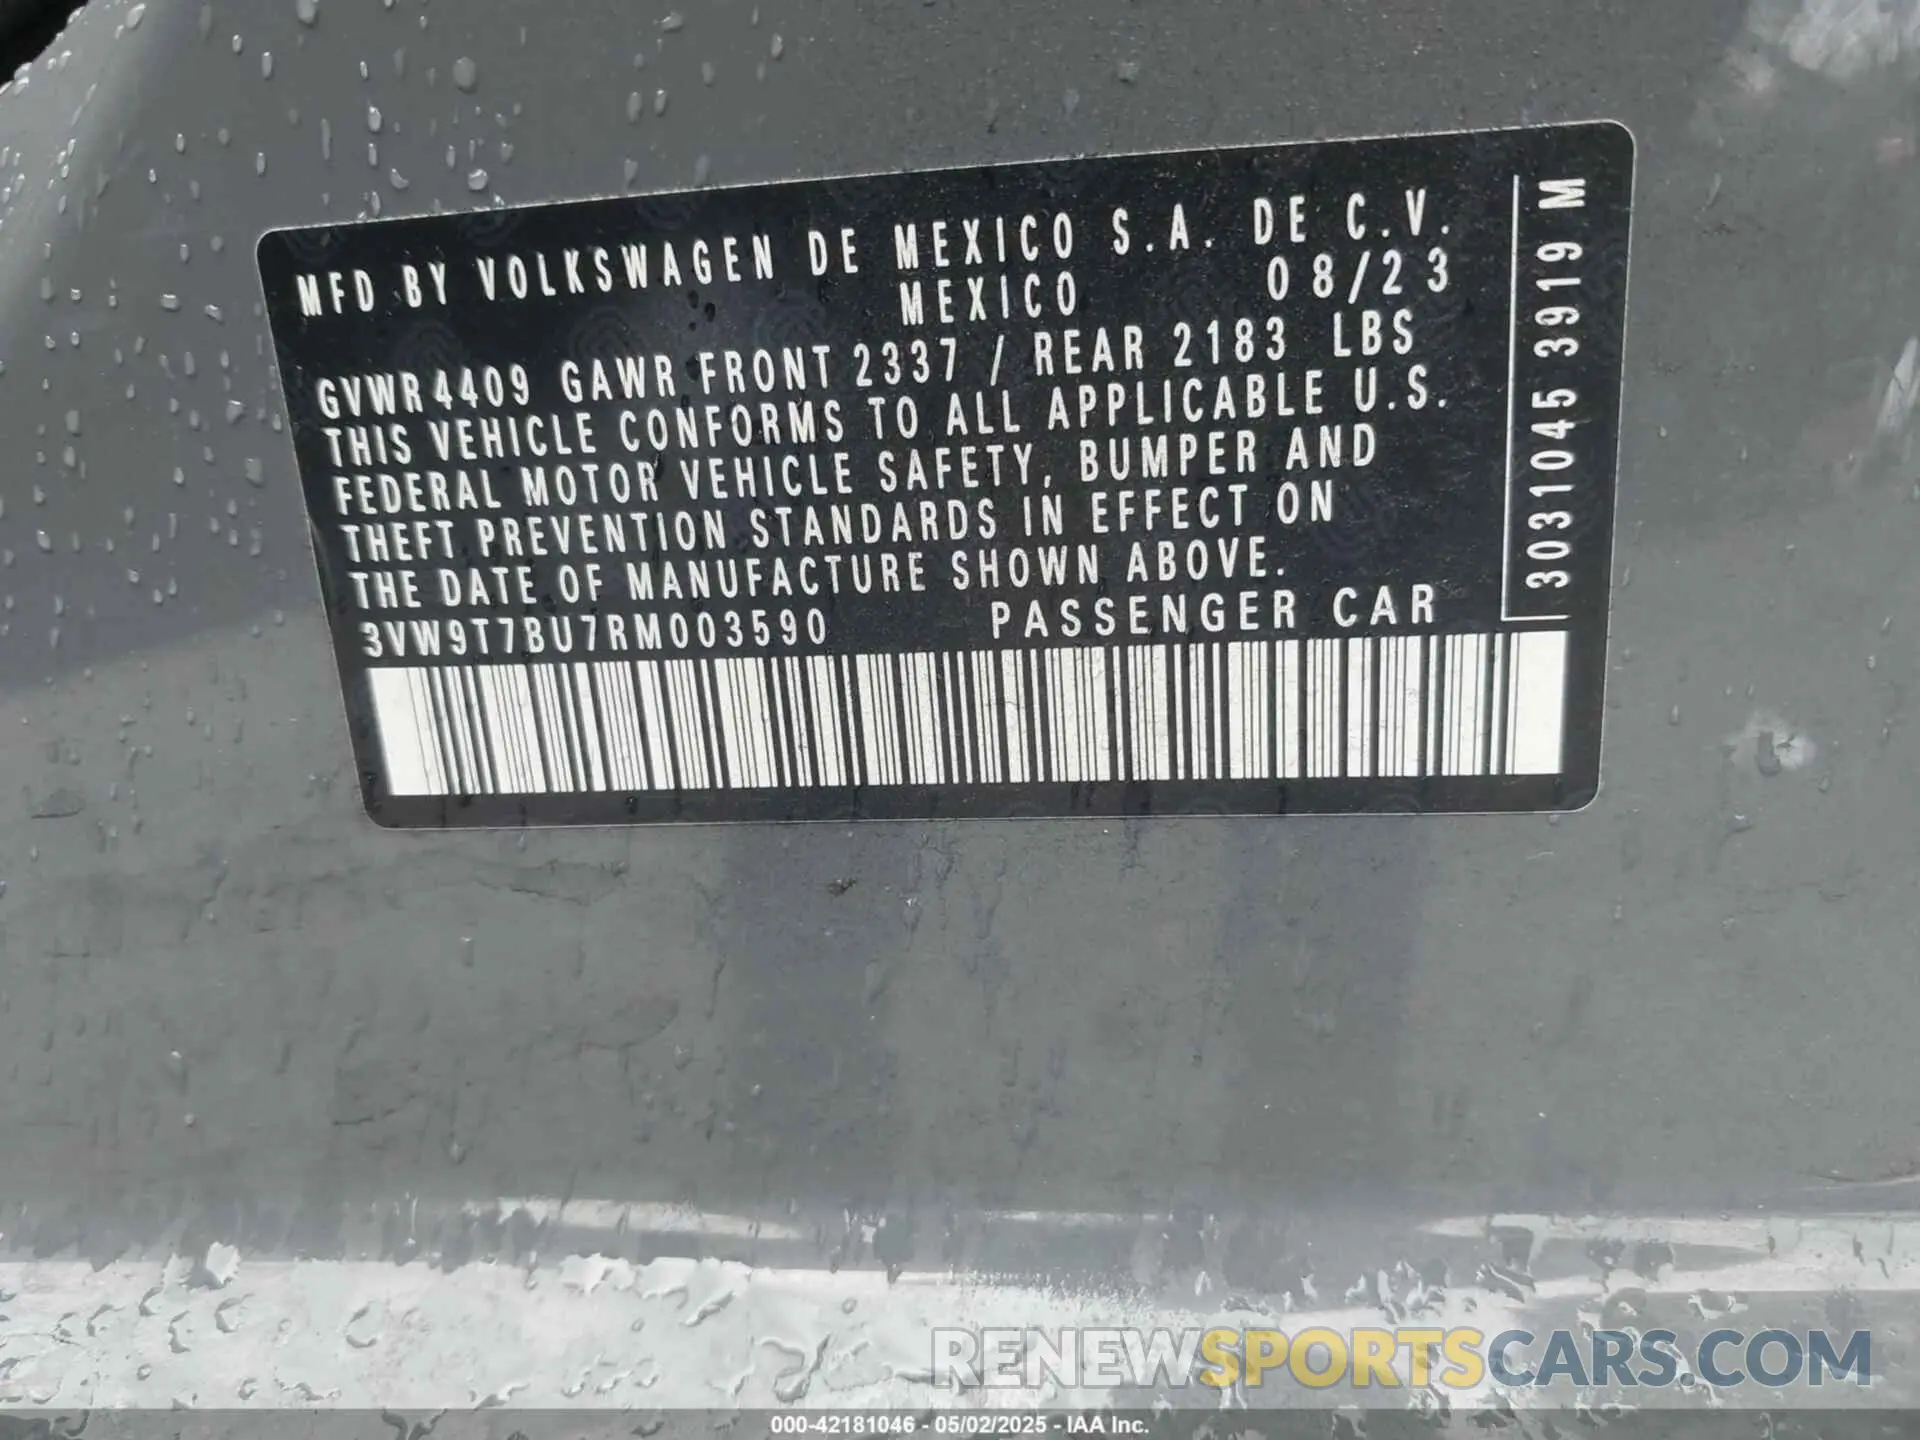 MFD BY VOLKSWAGEN DE MEXICO S.A. DE C.V.
MEXICO 08/23
GVWR 4409 GAWR FRONT 2337 / REAR 2183 LBS
THIS VEHICLE CONFORMS TO ALL APPLICABLE U.S.
FEDERAL MOTOR VEHICLE SAFETY, BUMPER AND
THEFT PREVENTION STANDARDS IN EFFECT ON
THE DATE OF MANUFACTURE SHOWN ABOVE.
3VW9T7BU7RM003590 PASSENGER CAR
3031045 3919 M
RENEWSPORTSCARS.COM
000-42181046 - 05/02/2025 - IAA Inc.